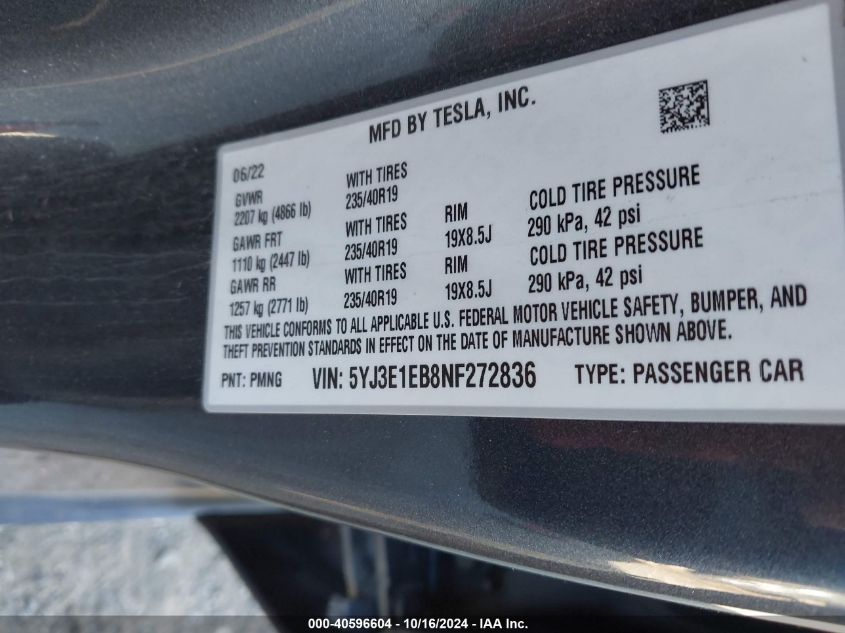 MFD BY TESLA, INC.
06/22
GVWR
2207 kg (4866 lb)
WITH TIRES
235/40R19
GAWR FRT
1110 kg (2447 lb)
WITH TIRES
235/40R19
RIM
19X8.5J
COLD TIRE PRESSURE
290 kPa, 42 psi
GAWR RR
1257 kg (2771 lb)
WITH TIRES
235/40R19
RIM
19X8.5J
COLD TIRE PRESSURE
290 kPa, 42 psi
THIS VEHICLE CONFORMS TO ALL APPLICABLE U.S. FEDERAL MOTOR VEHICLE SAFETY, BUMPER, AND
THEFT PREVENTION STANDARDS IN EFFECT ON THE DATE OF MANUFACTURE SHOWN ABOVE.
PNT: PMNG VIN: 5YJ3E1EB8NF272836 TYPE: PASSENGER CAR
000-40596604 - 10/16/2024 - IAA Inc.